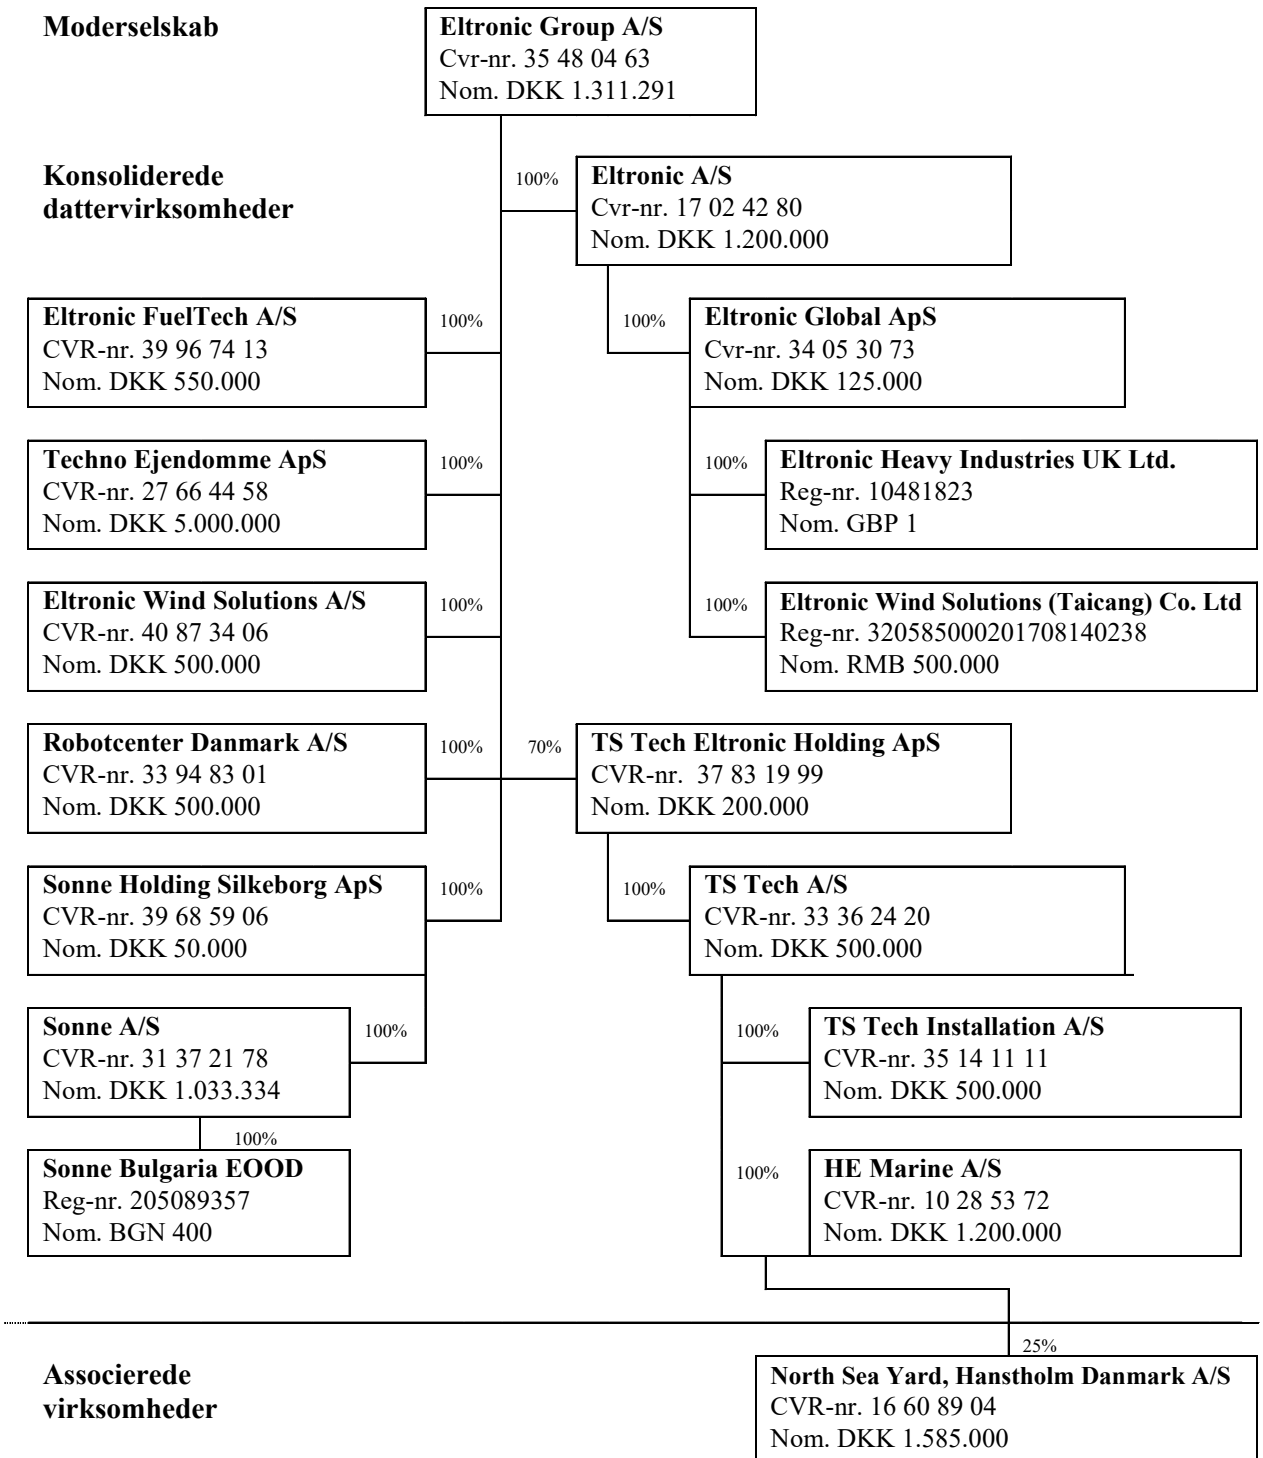 Moderselskab
Eltronic Group A/S
Cvr-nr. 35 48 04 63
Nom. DKK 1.311.291
Konsoliderede
dattervirksomheder
100%
Eltronic A/S
Cvr-nr. 17 02 42 80
Nom. DKK 1.200.000
Eltronic FuelTech A/S
CVR-nr. 39 96 74 13
Nom. DKK 550.000
100%
100%
Eltronic Global ApS
Cvr-nr. 34 05 30 73
Nom. DKK 125.000
Techno Ejendomme ApS
CVR-nr. 27 66 44 58
Nom. DKK 5.000.000
100%
100%
Eltronic Heavy Industries UK Ltd.
Reg-nr. 10481823
Nom. GBP 1
Eltronic Wind Solutions A/S
CVR-nr. 40 87 34 06
Nom. DKK 500.000
100%
100%
Eltronic Wind Solutions (Taicang) Co. Ltd
Reg-nr. 320585000201708140238
Nom. RMB 500.000
Robotcenter Danmark A/S
CVR-nr. 33 94 83 01
Nom. DKK 500.000
100%
70%
TS Tech Eltronic Holding ApS
CVR-nr. 37 83 19 99
Nom. DKK 200.000
Sonne Holding Silkeborg ApS
CVR-nr. 39 68 59 06
Nom. DKK 50.000
100%
100%
TS Tech A/S
CVR-nr. 33 36 24 20
Nom. DKK 500.000
Sonne A/S
CVR-nr. 31 37 21 78
Nom. DKK 1.033.334
100%
100%
TS Tech Installation A/S
CVR-nr. 35 14 11 11
Nom. DKK 500.000
100%
Sonne Bulgaria EOOD
Reg-nr. 205089357
Nom. BGN 400
100%
HE Marine A/S
CVR-nr. 10 28 53 72
Nom. DKK 1.200.000
Associerede
virksomheder
25%
North Sea Yard, Hanstholm Danmark A/S
CVR-nr. 16 60 89 04
Nom. DKK 1.585.000